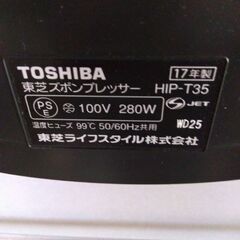 17年製
TOSHIBA
東芝ズボンプレッサー HIP-T35
PS E 100V 280W S JET
温度ヒューズ 99℃ 50/60Hz共用 WD25
東芝ライフスタイル株式会社